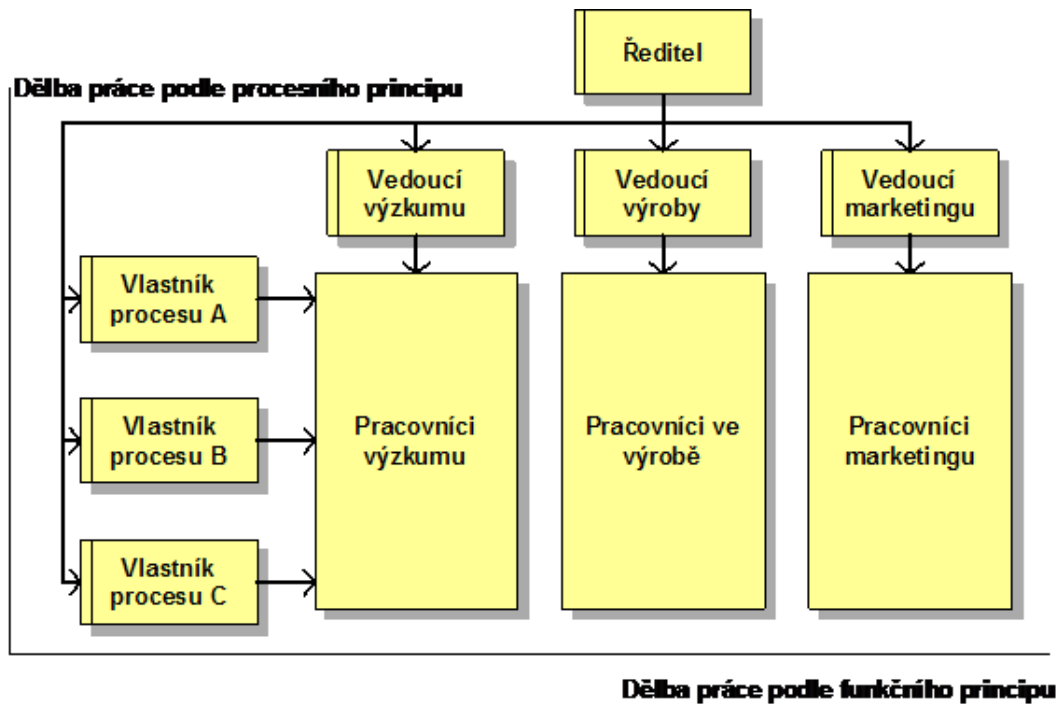 Ředitel
Dělba práce podle procesního principu
Vedoucí
výzkumu
Vedoucí
výroby
Vedoucí
marketingu
Vlastník
procesu A
Vlastník
procesu B
Vlastník
procesu C
Pracovníci
výzkumu
Pracovníci ve
výrobě
Pracovníci
marketingu
Dělba práce podle funkčního principu